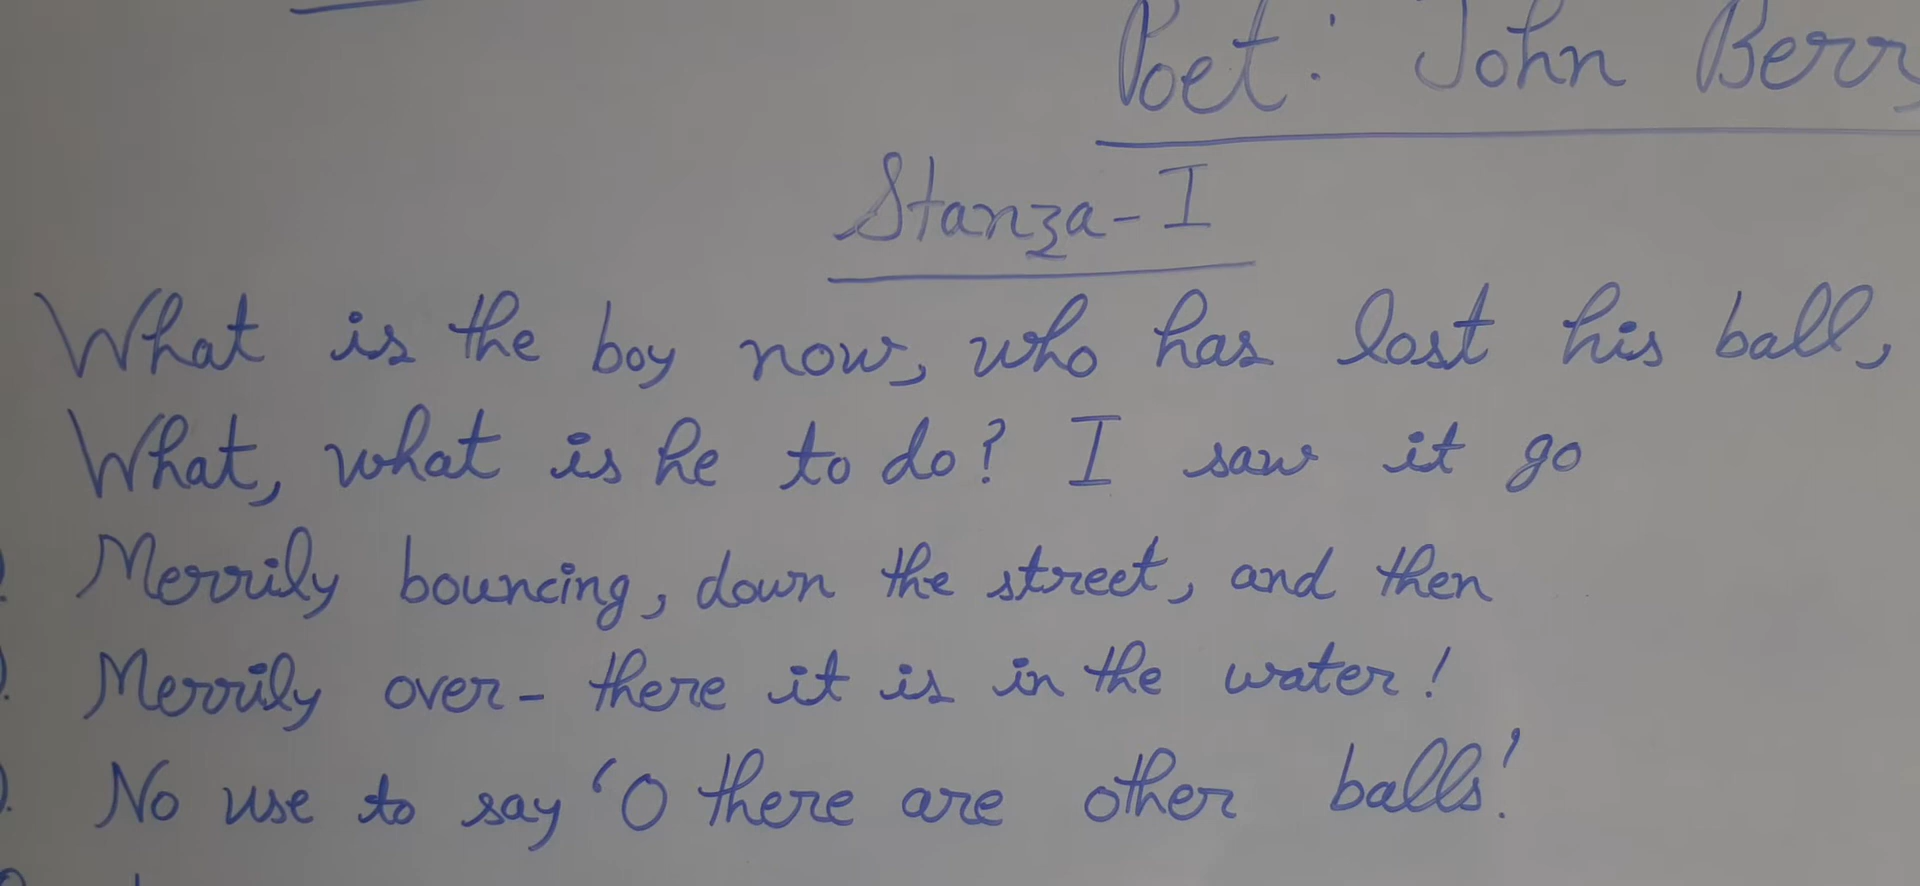 Poet: John Berr
Stanza-I
What is the boy now, who has lost his ball,
What, what is he to do? I saw it go
Merrily bouncing, down the street, and then
Merrily over- there it is in the water!
No use to say 'O there are other balls.'